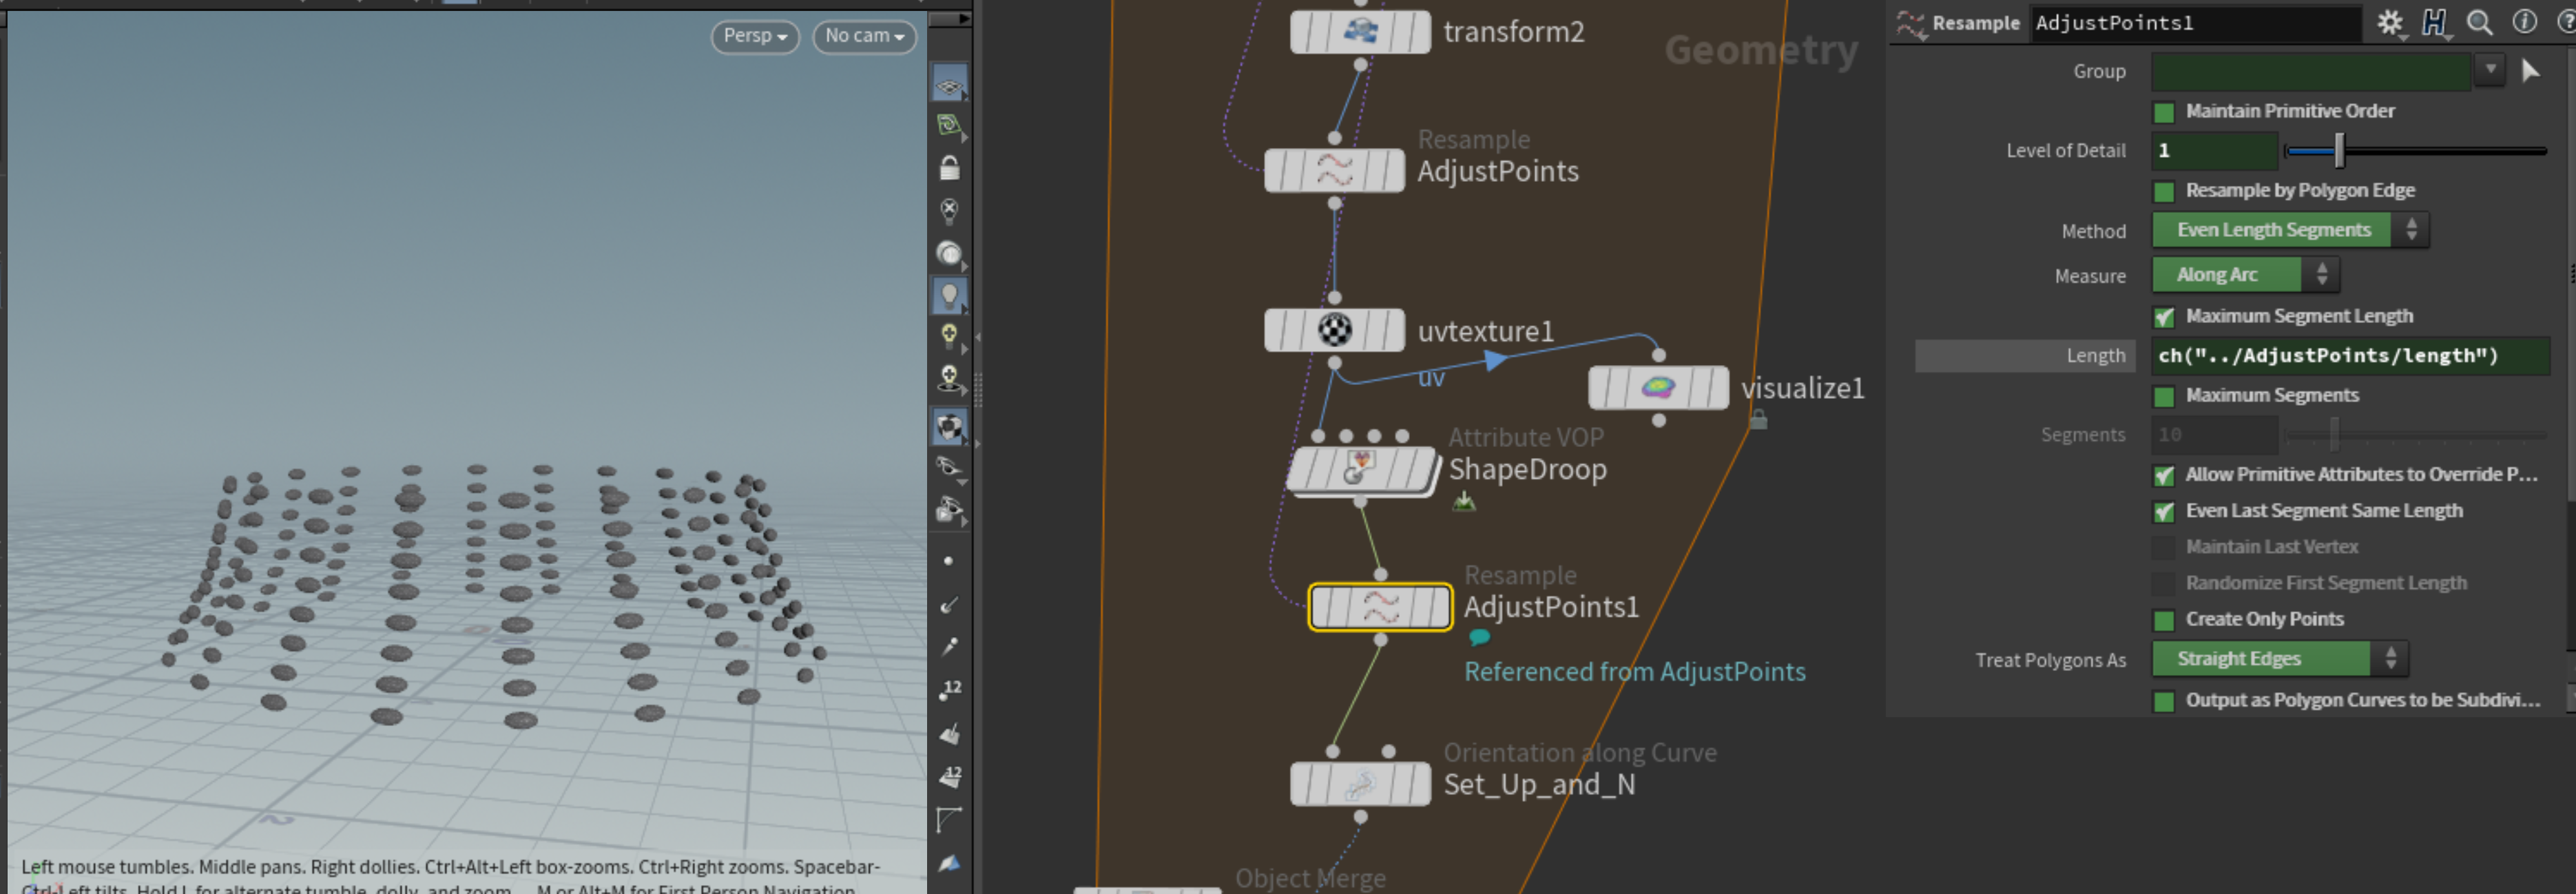 Persp
No cam
Left mouse tumbles. Middle pans. Right dollies. Ctrl+Alt+Left box-zooms. Ctrl+Right zooms. Spacebar-
Ctrl-Left tilts. Hold L for alternate tumble, dolly, and zoom. M or Alt+M for First Person Navigation.
12
12
Geometry
transform2
Resample
AdjustPoints
uvtexture1
uv
visualize1
Attribute VOP
ShapeDroop
Resample
AdjustPoints1
Referenced from AdjustPoints
Orientation along Curve
Set_Up_and_N
Object Merge
Resample AdjustPoints1
Group
Maintain Primitive Order
Level of Detail 1
Resample by Polygon Edge
Method Even Length Segments
Measure Along Arc
Maximum Segment Length
Length ch("../AdjustPoints/length")
Maximum Segments
Segments 10
Allow Primitive Attributes to Override P...
Even Last Segment Same Length
Maintain Last Vertex
Randomize First Segment Length
Create Only Points
Treat Polygons As Straight Edges
Output as Polygon Curves to be Subdivi...